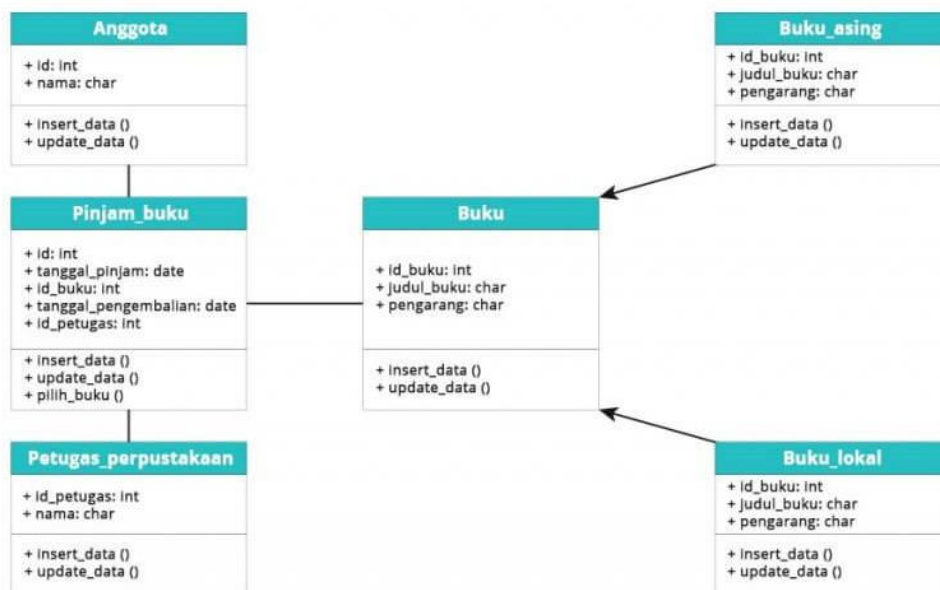 Anggota
+ id: int
+ nama: char
+ insert_data ()
+ update_data ()
Pinjam_buku
+ id: int
+ tanggal_pinjam: date
+ id_buku: int
+ tanggal_pengembalian: date
+ id_petugas: int
+ insert_data ()
+ update_data ()
+ pilih_buku ()
Petugas_perpustakaan
+ id_petugas: int
+ nama: char
+ insert_data ()
+ update_data ()
Buku
+ id_buku: int
+ judul_buku: char
+ pengarang: char
+ insert_data ()
+ update_data ()
Buku_asing
+ id_buku: int
+ judul_buku: char
+ pengarang: char
+ insert_data ()
+ update_data ()
Buku_lokal
+ id_buku: int
+ judul_buku: char
+ pengarang: char
+ insert_data ()
+ update_data ()